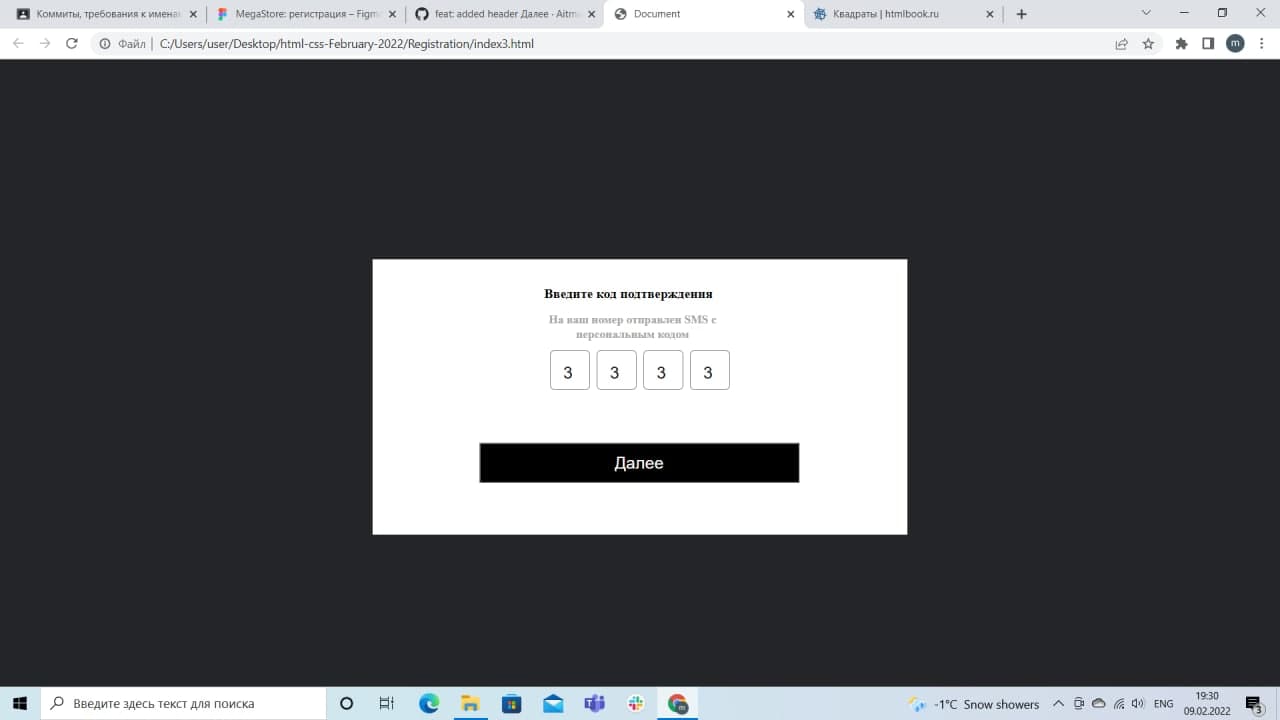 Коммиты, требования к имена
MegaStore: регистрация – Figm
feat: added header Далее · Aitm
Document
Квадраты | htmlbook.ru
Файл | C:/Users/user/Desktop/html-css-February-2022/Registration/index3.html
m
Введите код подтверждения
На ваш номер отправлен SMS с
персональным кодом
3 3 3 3
Далее
Введите здесь текст для поиска
m
-1°C Snow showers
ENG
19:30
09.02.2022
3